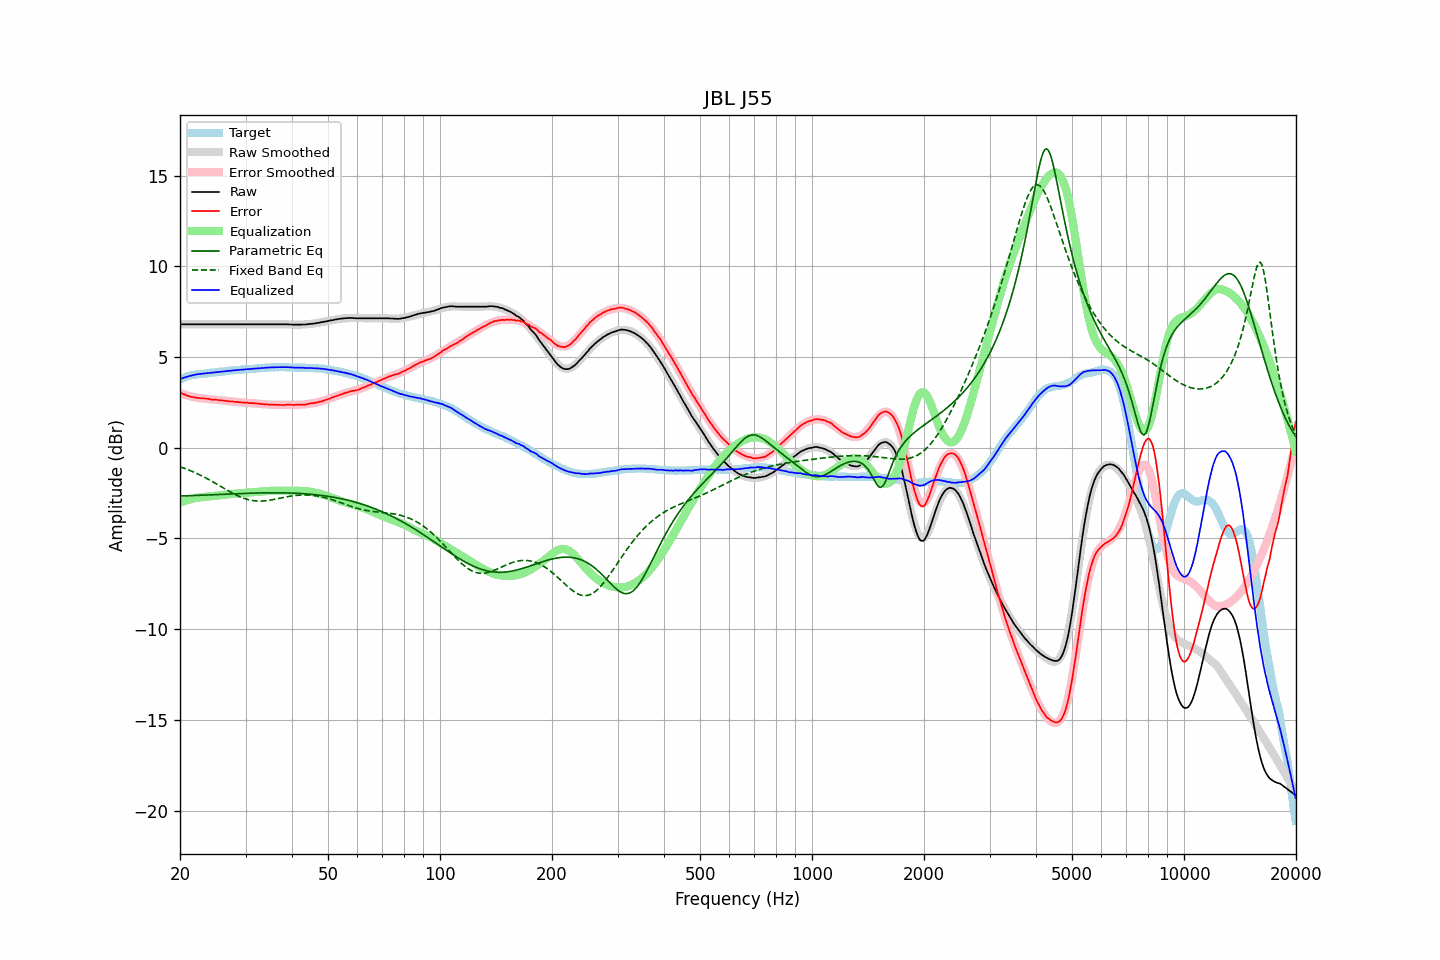 JBL J55
Target
Raw Smoothed
Error Smoothed
Raw
Error
Equalization
Parametric Eq
Fixed Band Eq
Equalized
Amplitude (dBr)
15
10
5
0
−5
−10
−15
−20
20 50 100 200 500 1000 2000 5000 10000 20000
Frequency (Hz)